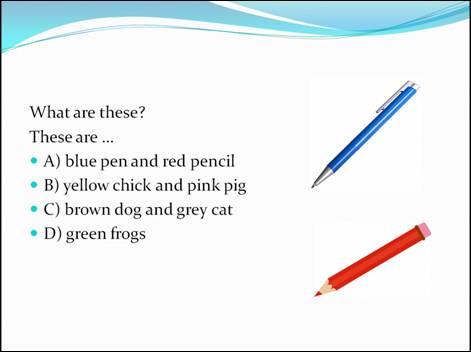 What are these?
These are ...
A) blue pen and red pencil
B) yellow chick and pink pig
C) brown dog and grey cat
D) green frogs